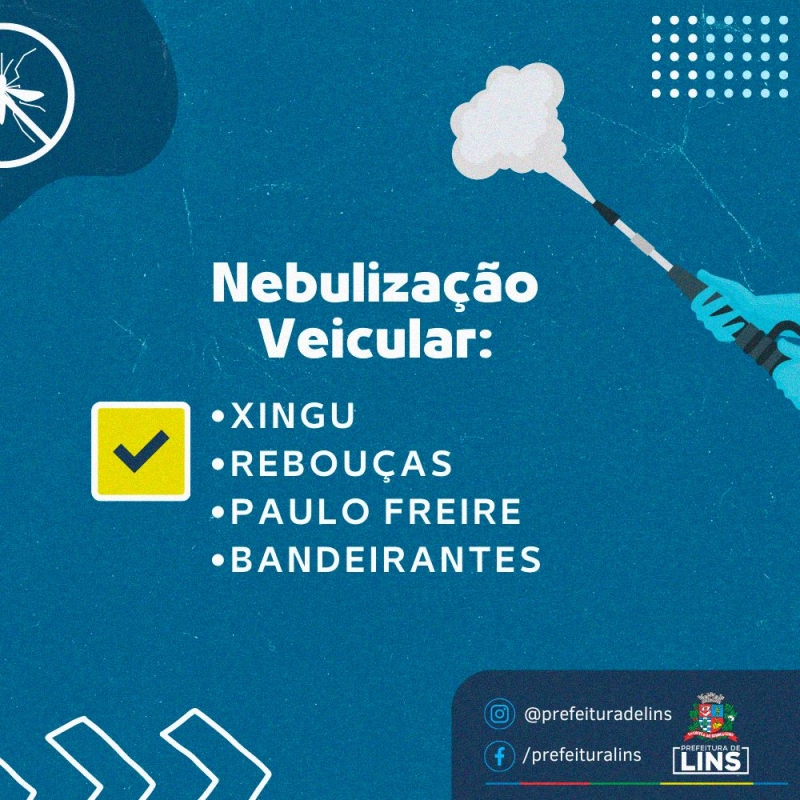 Nebulização
Veicular:
•XINGU
•REBOUÇAS
•PAULO FREIRE
•BANDEIRANTES
@prefeituradelins
/prefeituralins
PREFEITURA DE
LINS